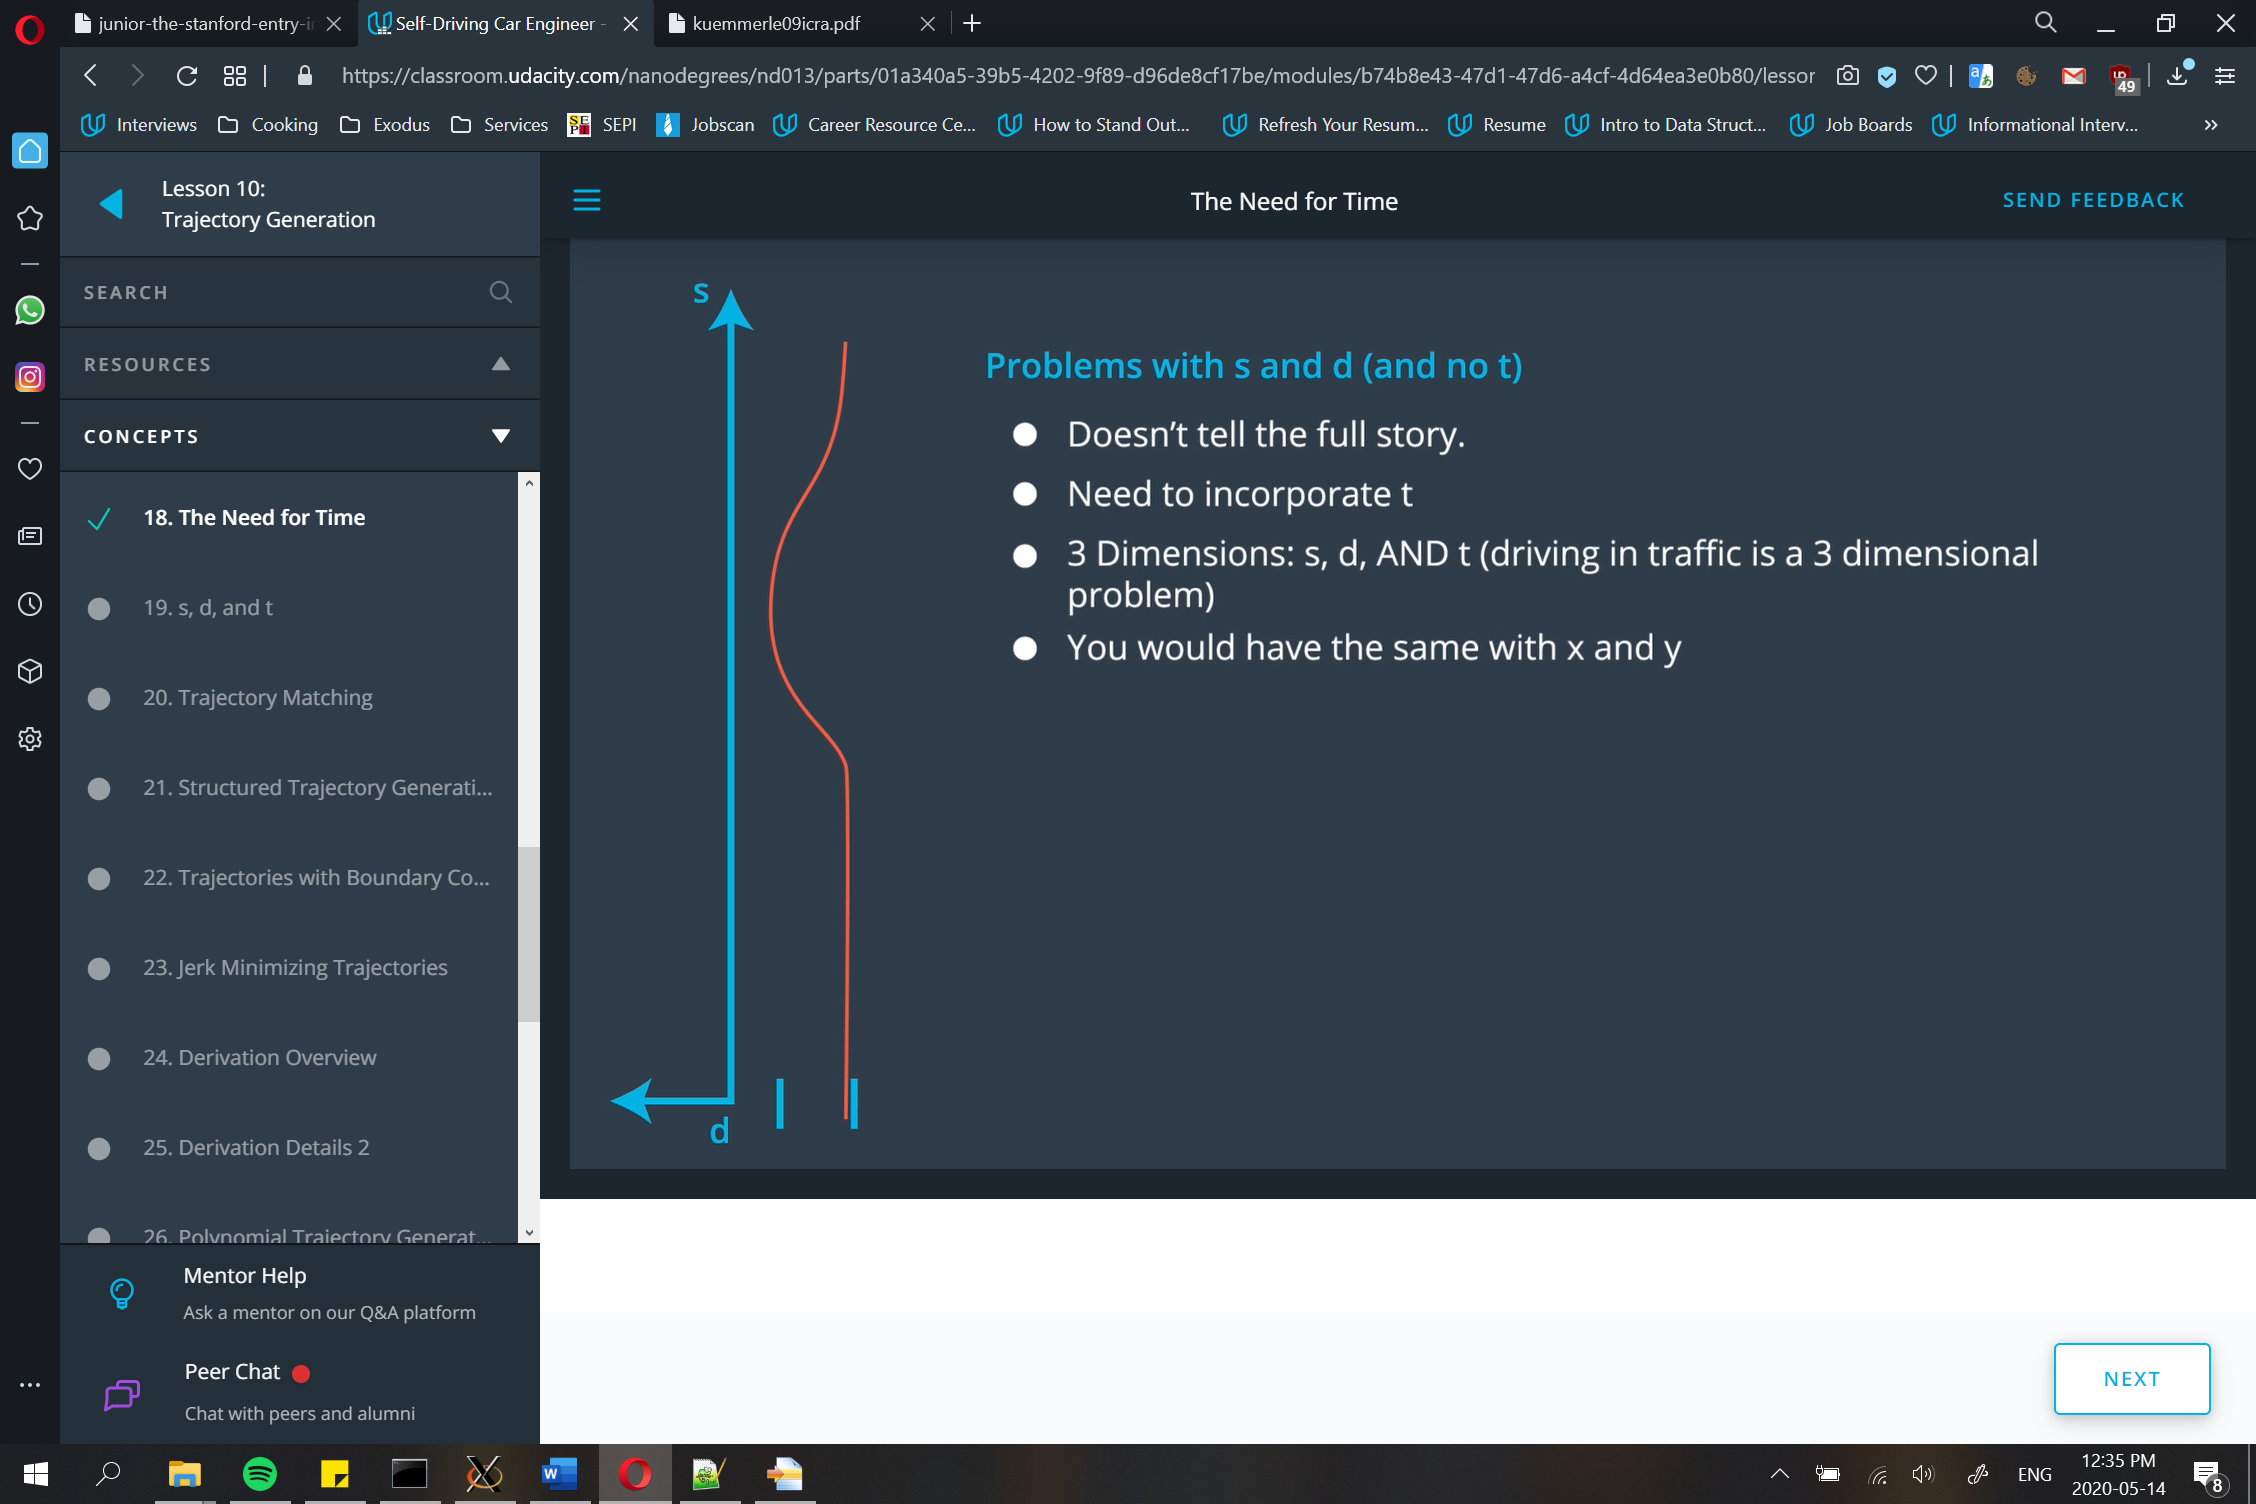 junior-the-stanford-entry-i
Self-Driving Car Engineer -
kuemmerle09icra.pdf
https://classroom.udacity.com/nanodegrees/nd013/parts/01a340a5-39b5-4202-9f89-d96de8cf17be/modules/b74b8e43-47d1-47d6-a4cf-4d64ea3e0b80/lessor
49
Interviews
Cooking
Exodus
Services
SEPI
Jobscan
Career Resource Ce...
How to Stand Out...
Refresh Your Resum...
Resume
Intro to Data Struct...
Job Boards
Informational Interv...
Lesson 10:
Trajectory Generation
The Need for Time
SEND FEEDBACK
SEARCH
RESOURCES
CONCEPTS
18. The Need for Time
19. s, d, and t
20. Trajectory Matching
21. Structured Trajectory Generati...
22. Trajectories with Boundary Co...
23. Jerk Minimizing Trajectories
24. Derivation Overview
25. Derivation Details 2
26. Polynomial Trajectory Generat...
Mentor Help
Ask a mentor on our Q&A platform
Peer Chat
Chat with peers and alumni
s
Problems with s and d (and no t)
Doesn't tell the full story.
Need to incorporate t
3 Dimensions: s, d, AND t (driving in traffic is a 3 dimensional
problem)
You would have the same with x and y
d
NEXT
ENG
12:35 PM
2020-05-14
8